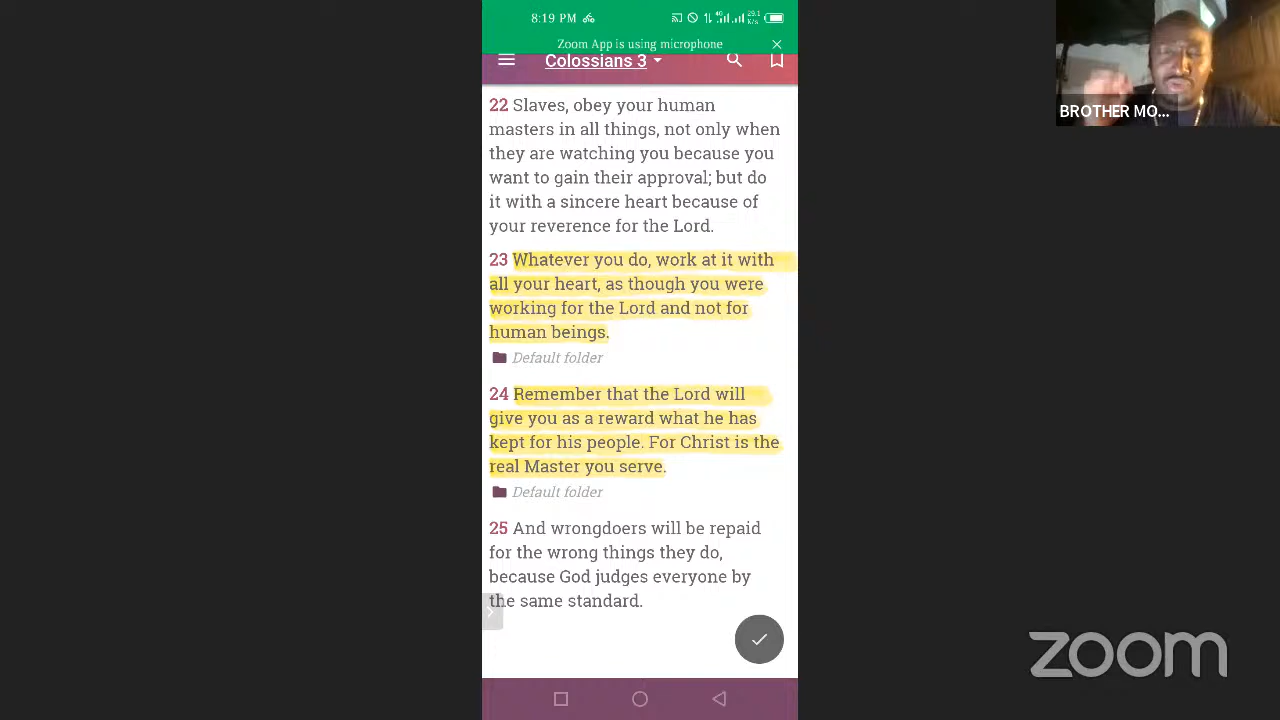 8:19 PM
4G
29.1
K/s
Zoom App is using microphone
Colossians 3
22 Slaves, obey your human
masters in all things, not only when
they are watching you because you
want to gain their approval; but do
it with a sincere heart because of
your reverence for the Lord.
23 Whatever you do, work at it with
all your heart, as though you were
working for the Lord and not for
human beings.
Default folder
24 Remember that the Lord will
give you as a reward what he has
kept for his people. For Christ is the
real Master you serve.
Default folder
25 And wrongdoers will be repaid
for the wrong things they do,
because God judges everyone by
the same standard.
BROTHER MO...
zoom